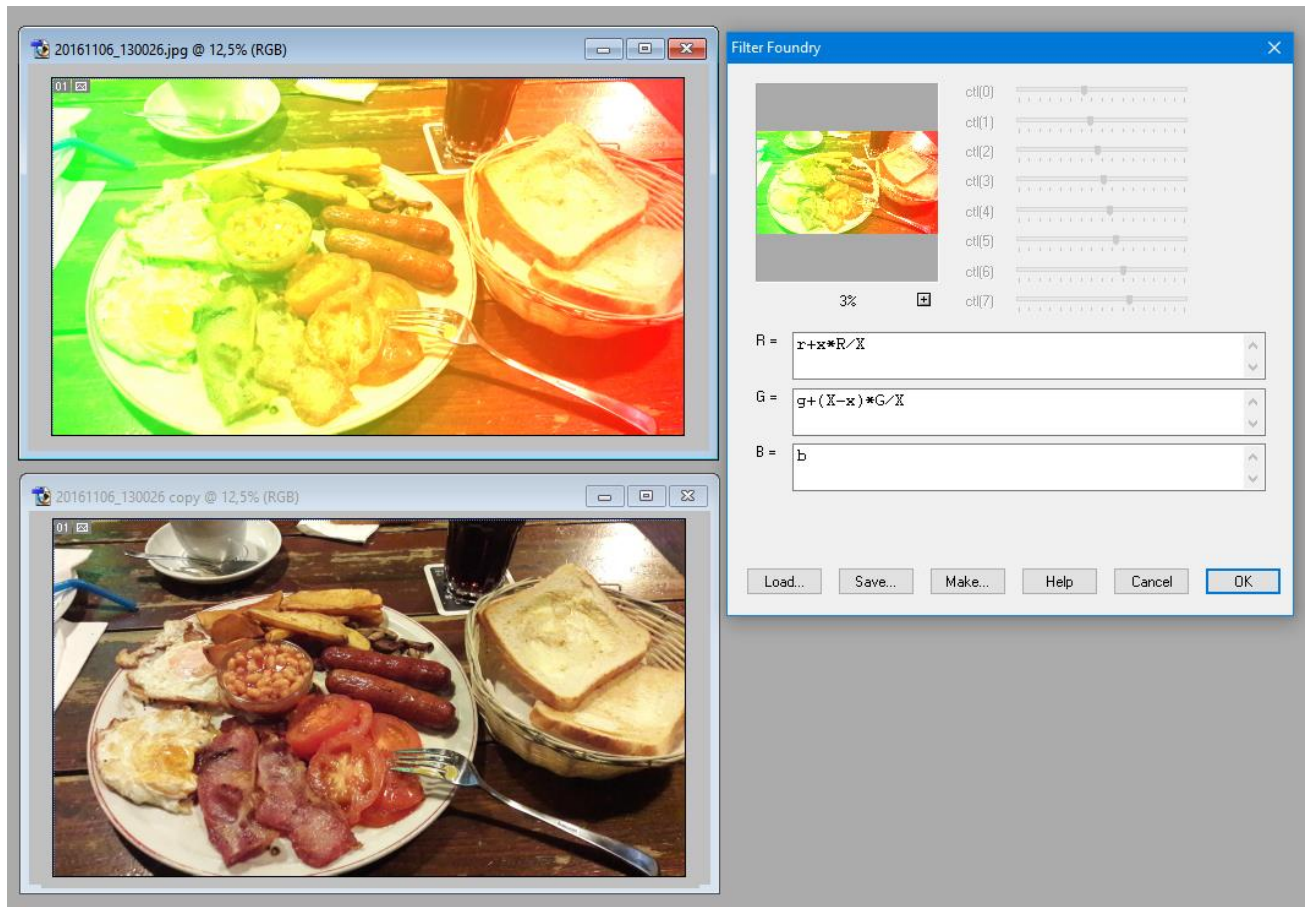 20161106_130026.jpg @ 12,5% (RGB)
01
20161106_130026 copy @ 12,5% (RGB)
01
Filter Foundry
ctl(0)
ctl(1)
ctl(2)
ctl(3)
ctl(4)
ctl(5)
ctl(6)
3% ctl(7)
R = r+x*R/X
G = g+(X-x)*G/X
B = b
Load... Save... Make... Help Cancel OK